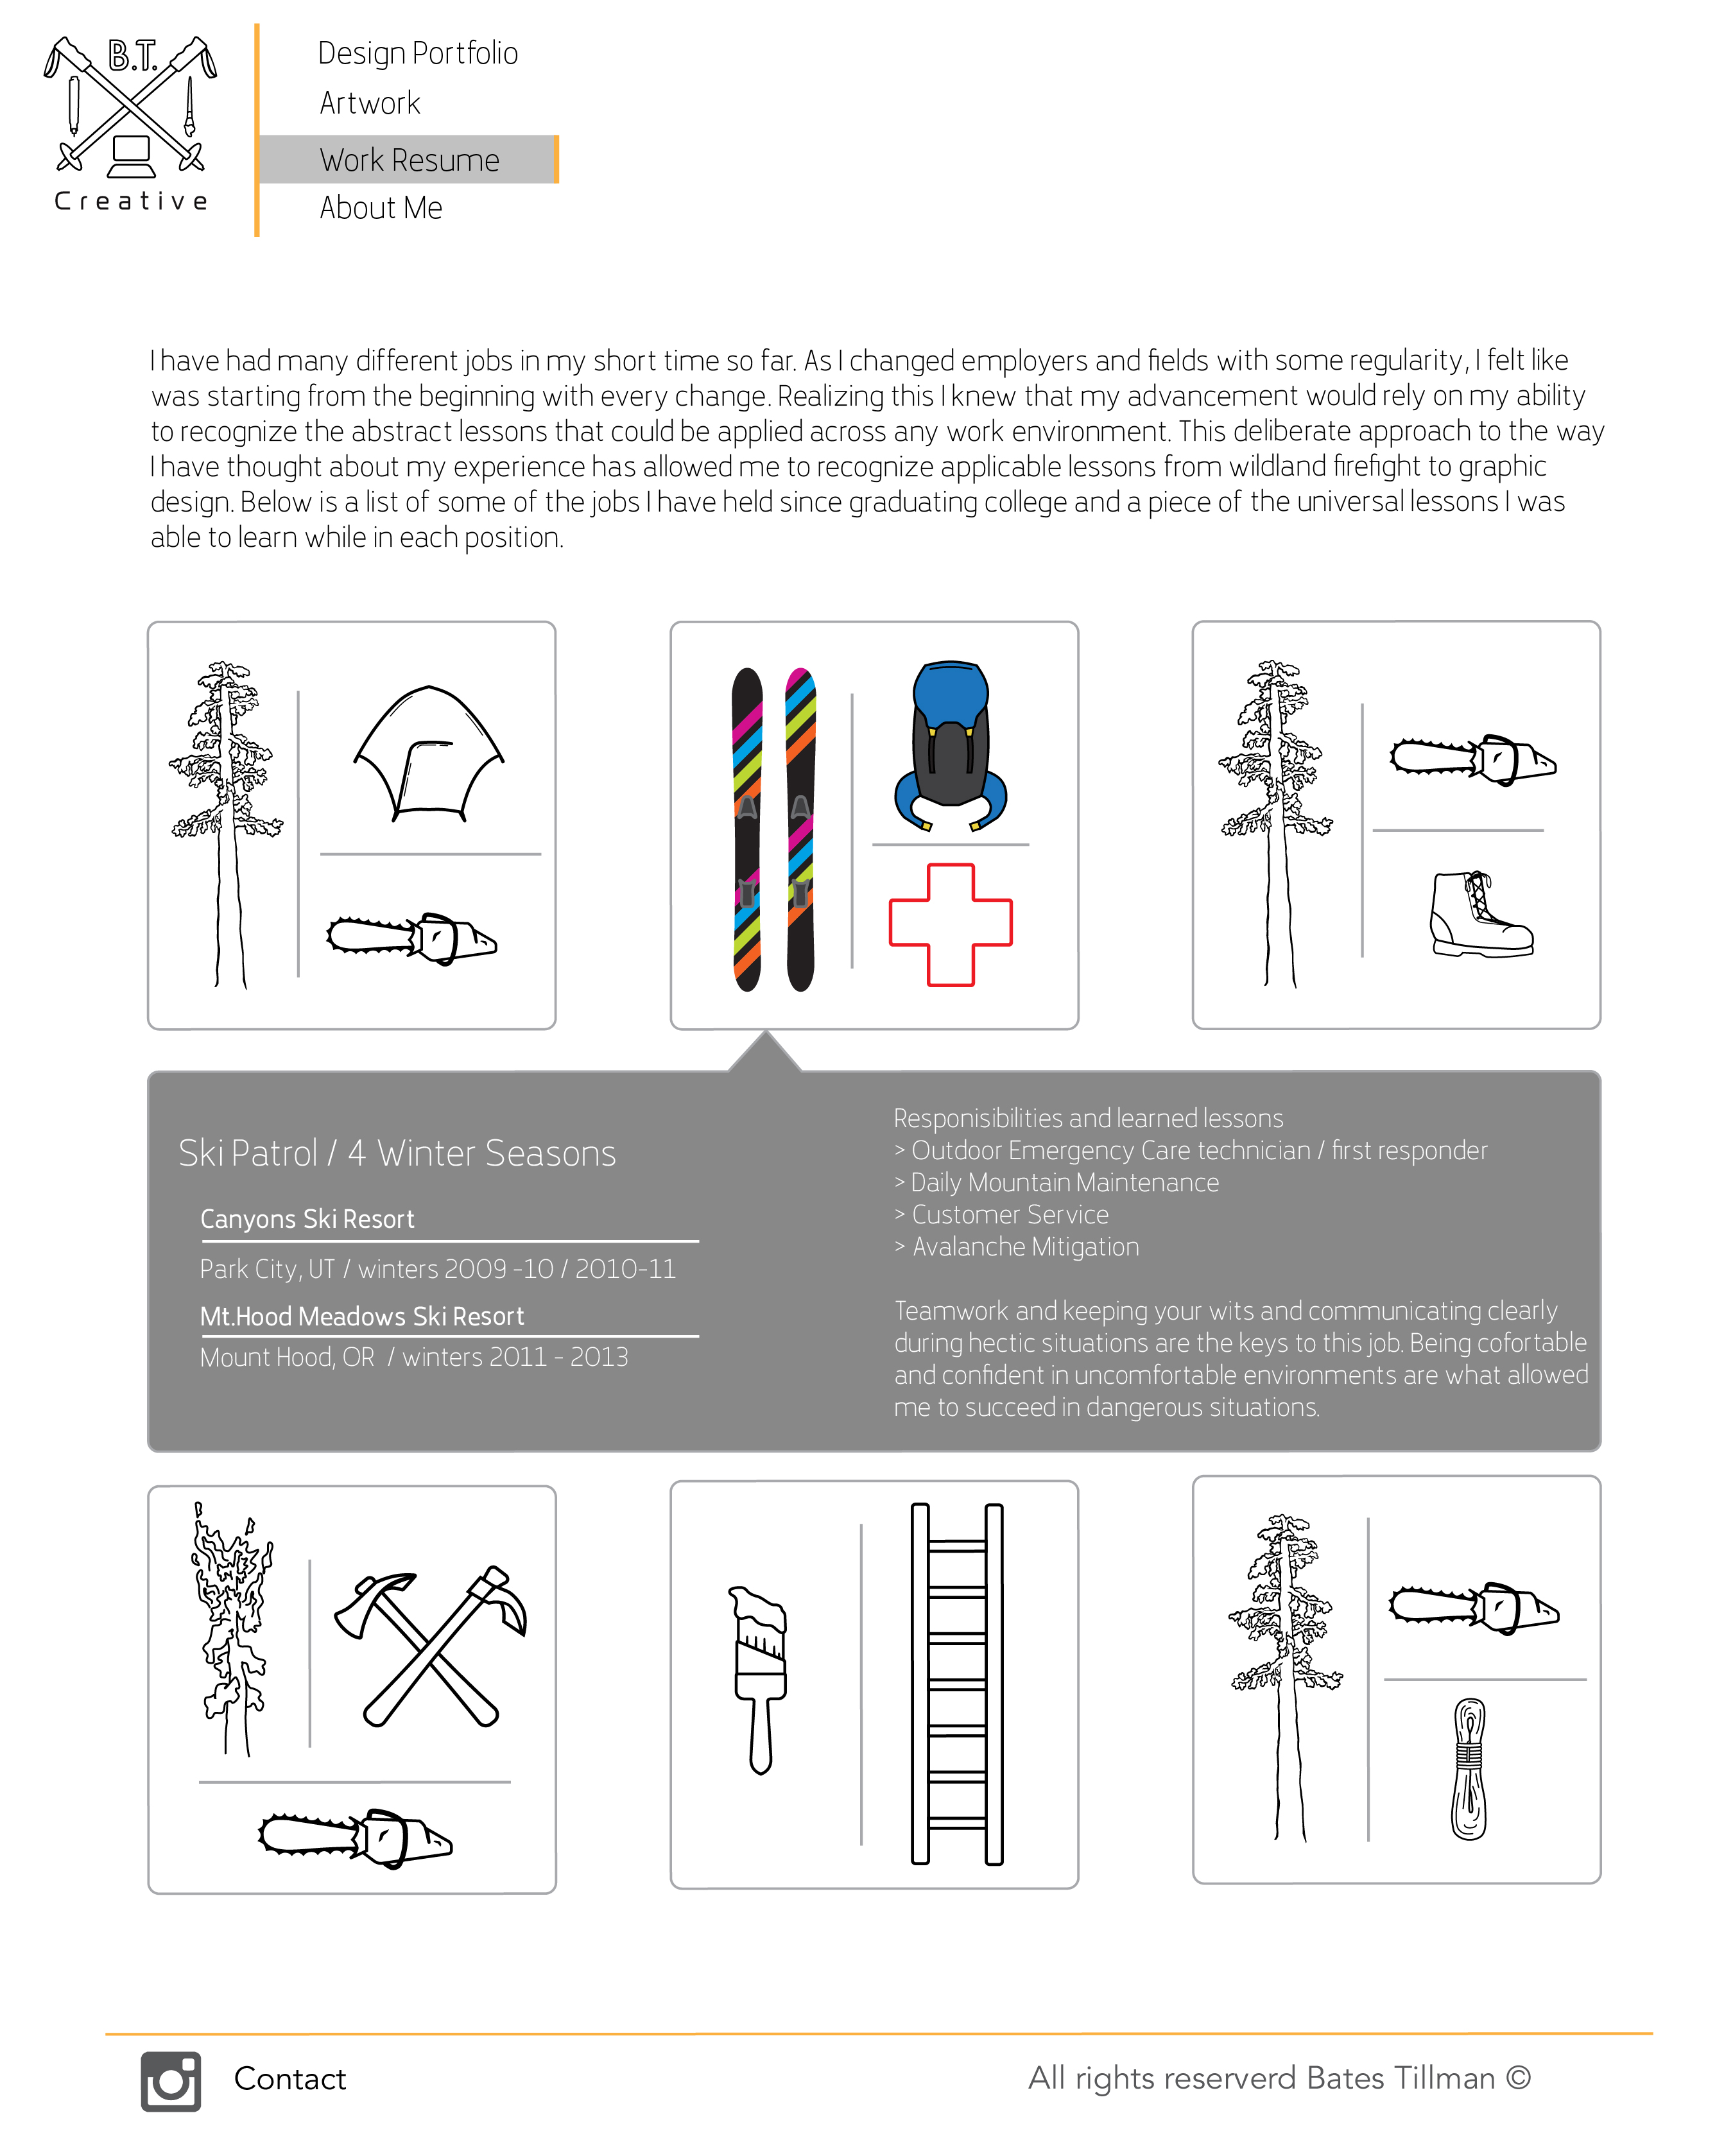 B.T.
Creative
Design Portfolio
Artwork
Work Resume
About Me
I have had many different jobs in my short time so far. As I changed employers and fields with some regularity, I felt like
was starting from the beginning with every change. Realizing this I knew that my advancement would rely on my ability
to recognize the abstract lessons that could be applied across any work environment. This deliberate approach to the way
I have thought about my experience has allowed me to recognize applicable lessons from wildland firefight to graphic
design. Below is a list of some of the jobs I have held since graduating college and a piece of the universal lessons I was
able to learn while in each position.
Ski Patrol / 4 Winter Seasons
Canyons Ski Resort
Park City, UT / winters 2009 -10 / 2010-11
Mt.Hood Meadows Ski Resort
Mount Hood, OR / winters 2011 - 2013
Responisibilities and learned lessons
> Outdoor Emergency Care technician / first responder
> Daily Mountain Maintenance
> Customer Service
> Avalanche Mitigation
Teamwork and keeping your wits and communicating clearly
during hectic situations are the keys to this job. Being cofortable
and confident in uncomfortable environments are what allowed
me to succeed in dangerous situations.
Contact
All rights reserverd Bates Tillman ©